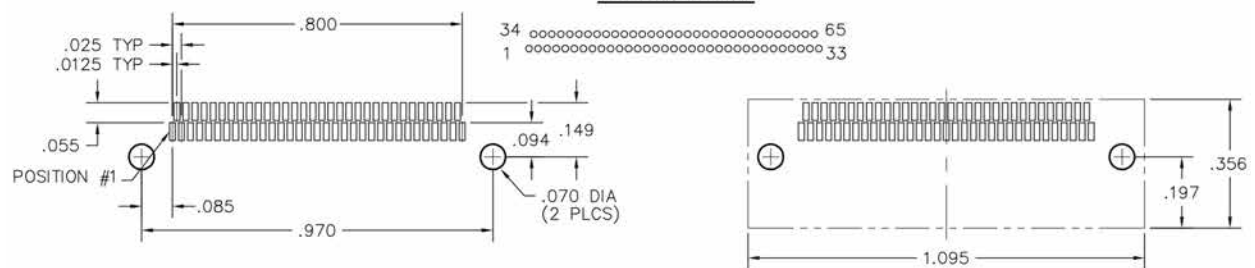 .800
34 65
1 33
.025 TYP
.0125 TYP
.055
.094
.149
POSITION #1
.070 DIA
(2 PLCS)
.085
.970
.356
.197
1.095